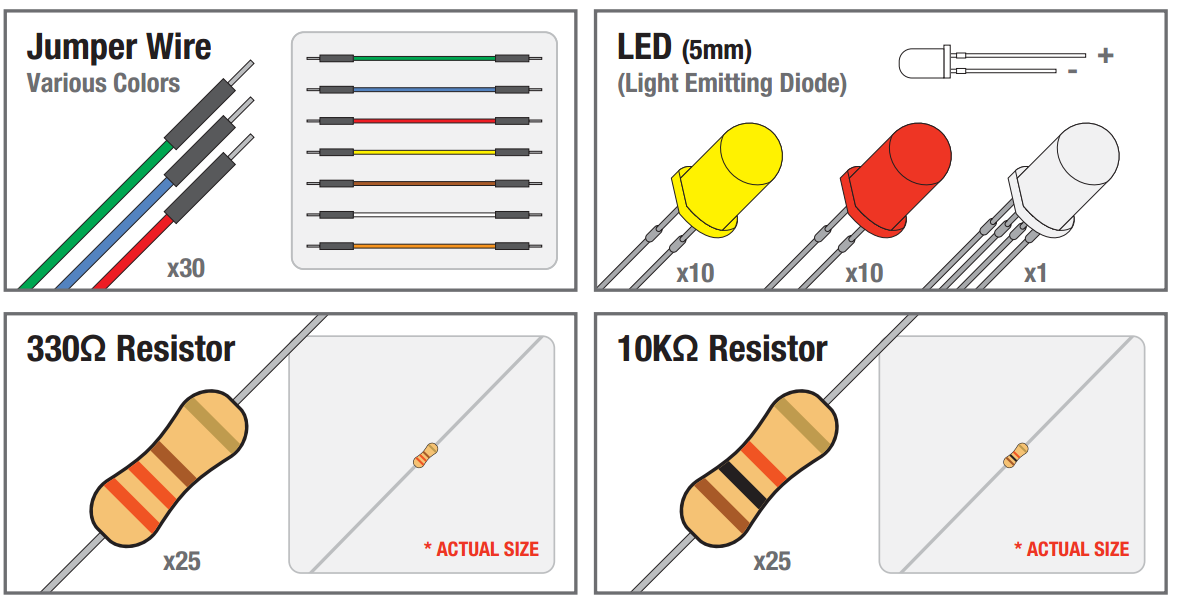 Jumper Wire
Various Colors
x30
LED (5mm)
(Light Emitting Diode)
+
-
x10
x10
x1
330Ω Resistor
x25
* ACTUAL SIZE
10KΩ Resistor
x25
* ACTUAL SIZE